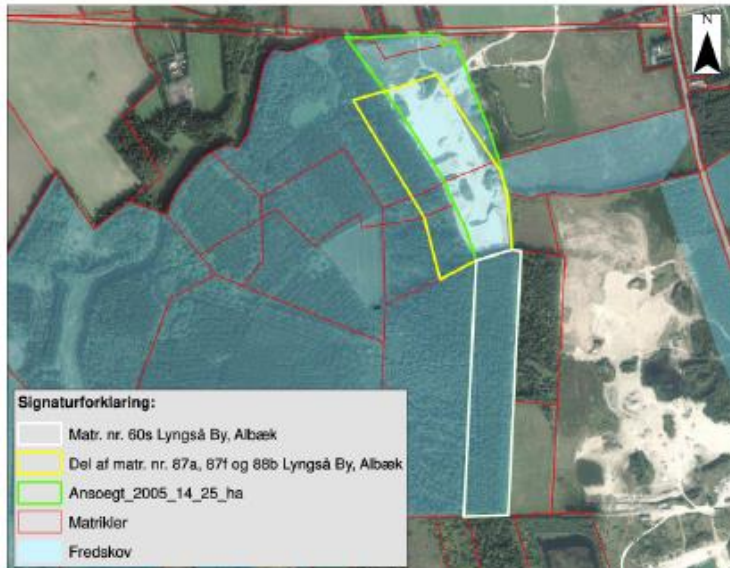 N
Signaturforklaring:
Matr. nr. 60s Lyngså By, Albæk
Del af matr. nr. 87a, 87f og 88b Lyngså By, Albæk
Ansoegt_2005_14_25_ha
Matrikler
Fredskov